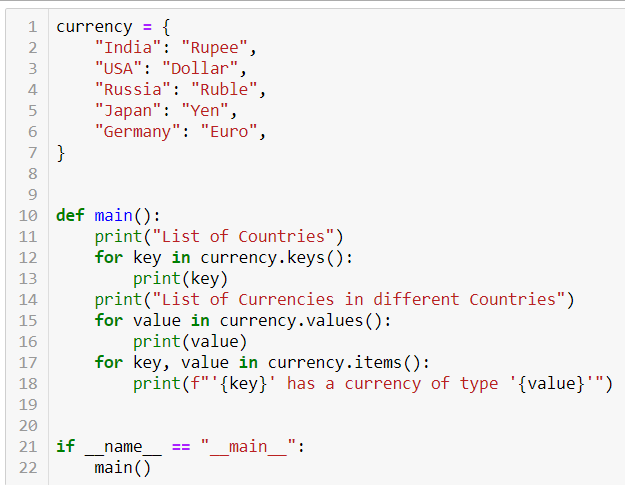 1 currency = {
2     "India": "Rupee",
3     "USA": "Dollar",
4     "Russia": "Ruble",
5     "Japan": "Yen",
6     "Germany": "Euro",
7 }
8
9
10 def main():
11     print("List of Countries")
12     for key in currency.keys():
13         print(key)
14     print("List of Currencies in different Countries")
15     for value in currency.values():
16         print(value)
17     for key, value in currency.items():
18         print(f"'{key}' has a currency of type '{value}'")
19
20
21 if __name__ == "__main__":
22     main()